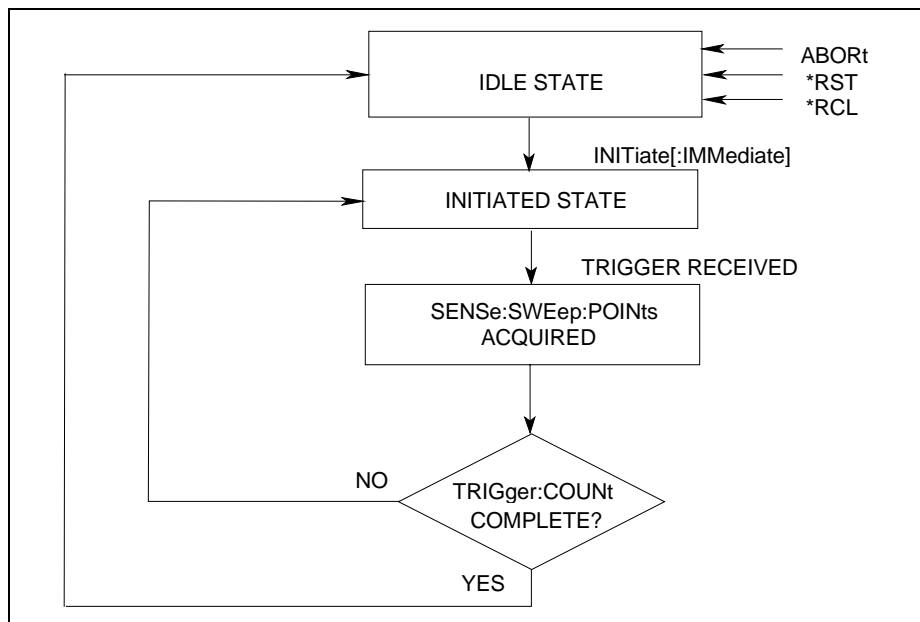 IDLE STATE
ABORt
*RST
*RCL
INITiate[:IMMediate]
INITIATED STATE
TRIGGER RECEIVED
SENSe:SWEep:POINts
ACQUIRED
NO
TRIGger:COUNt
COMPLETE?
YES